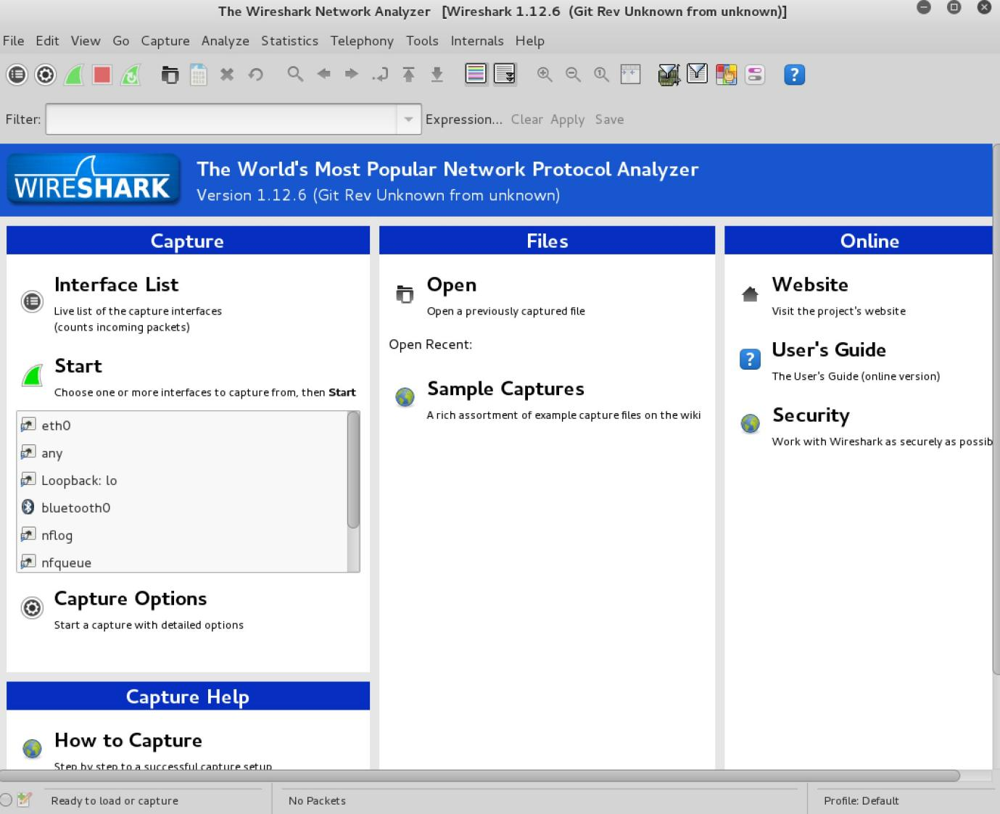 The Wireshark Network Analyzer   [Wireshark 1.12.6  (Git Rev Unknown from unknown)]
File Edit View Go Capture Analyze Statistics Telephony Tools Internals Help
Filter: Expression... Clear Apply Save
WIRESHARK
The World's Most Popular Network Protocol Analyzer
Version 1.12.6 (Git Rev Unknown from unknown)
Capture
Interface List
Live list of the capture interfaces
(counts incoming packets)
Start
Choose one or more interfaces to capture from, then Start
eth0
any
Loopback: lo
bluetooth0
nflog
nfqueue
Capture Options
Start a capture with detailed options
Capture Help
How to Capture
Step by step to a successful capture setup
Files
Open
Open a previously captured file
Open Recent:
Sample Captures
A rich assortment of example capture files on the wiki
Online
Website
Visit the project's website
User's Guide
The User's Guide (online version)
Security
Work with Wireshark as securely as possib
Ready to load or capture
No Packets
Profile: Default